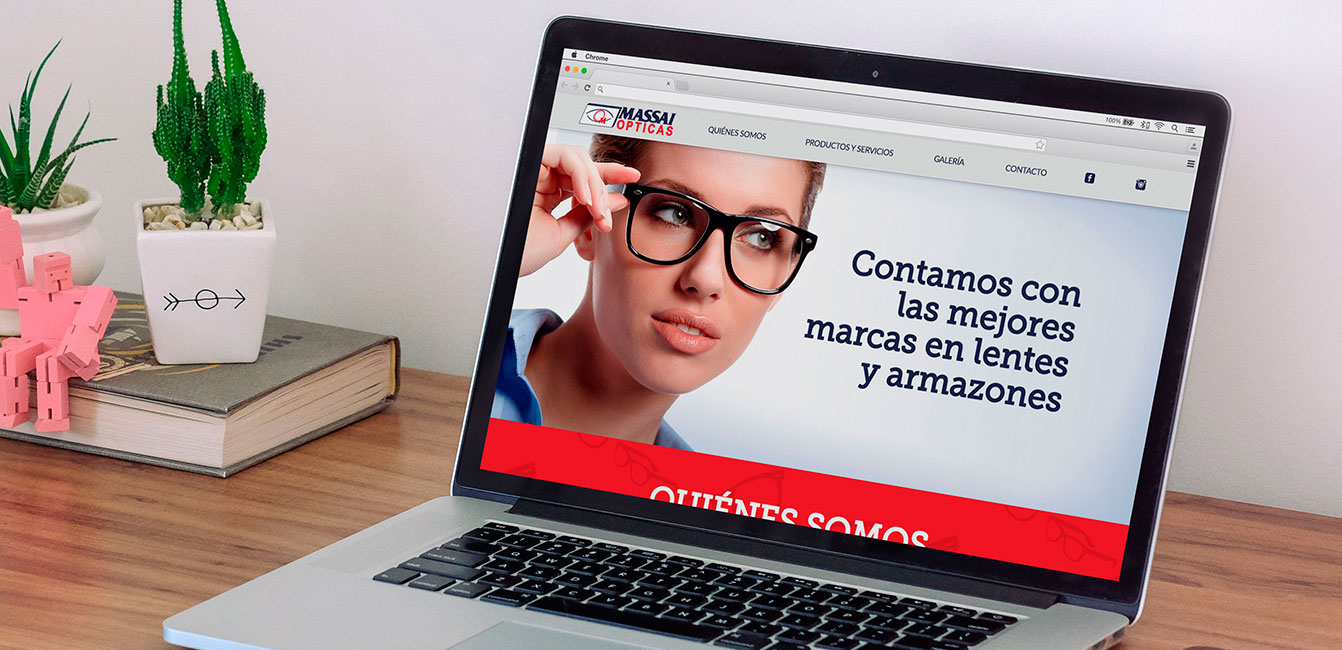 Chrome
100%
MASSAI
OPTICAS
QUIÉNES SOMOS
PRODUCTOS Y SERVICIOS
GALERÍA
CONTACTO
Contamos con
las mejores
marcas en lentes
y armazones
QUIÉNES SOMOS